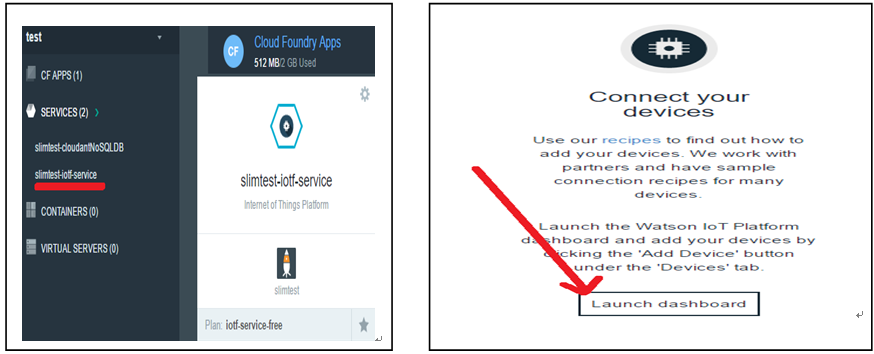 test
CF APPS (1)
SERVICES (2)
slimtest-cloudantNoSQLDB
slimtest-iotf-service
CONTAINERS (0)
VIRTUAL SERVERS (0)
CF
Cloud Foundry Apps
512 MB/2 GB Used
slimtest-iotf-service
Internet of Things Platform
slimtest
Plan: iotf-service-free
Connect your
devices
Use our recipes to find out how to
add your devices. We work with
partners and have sample
connection recipes for many
devices.
Launch the Watson IoT Platform
dashboard and add your devices by
clicking the 'Add Device' button
under the 'Devices' tab.
Launch dashboard